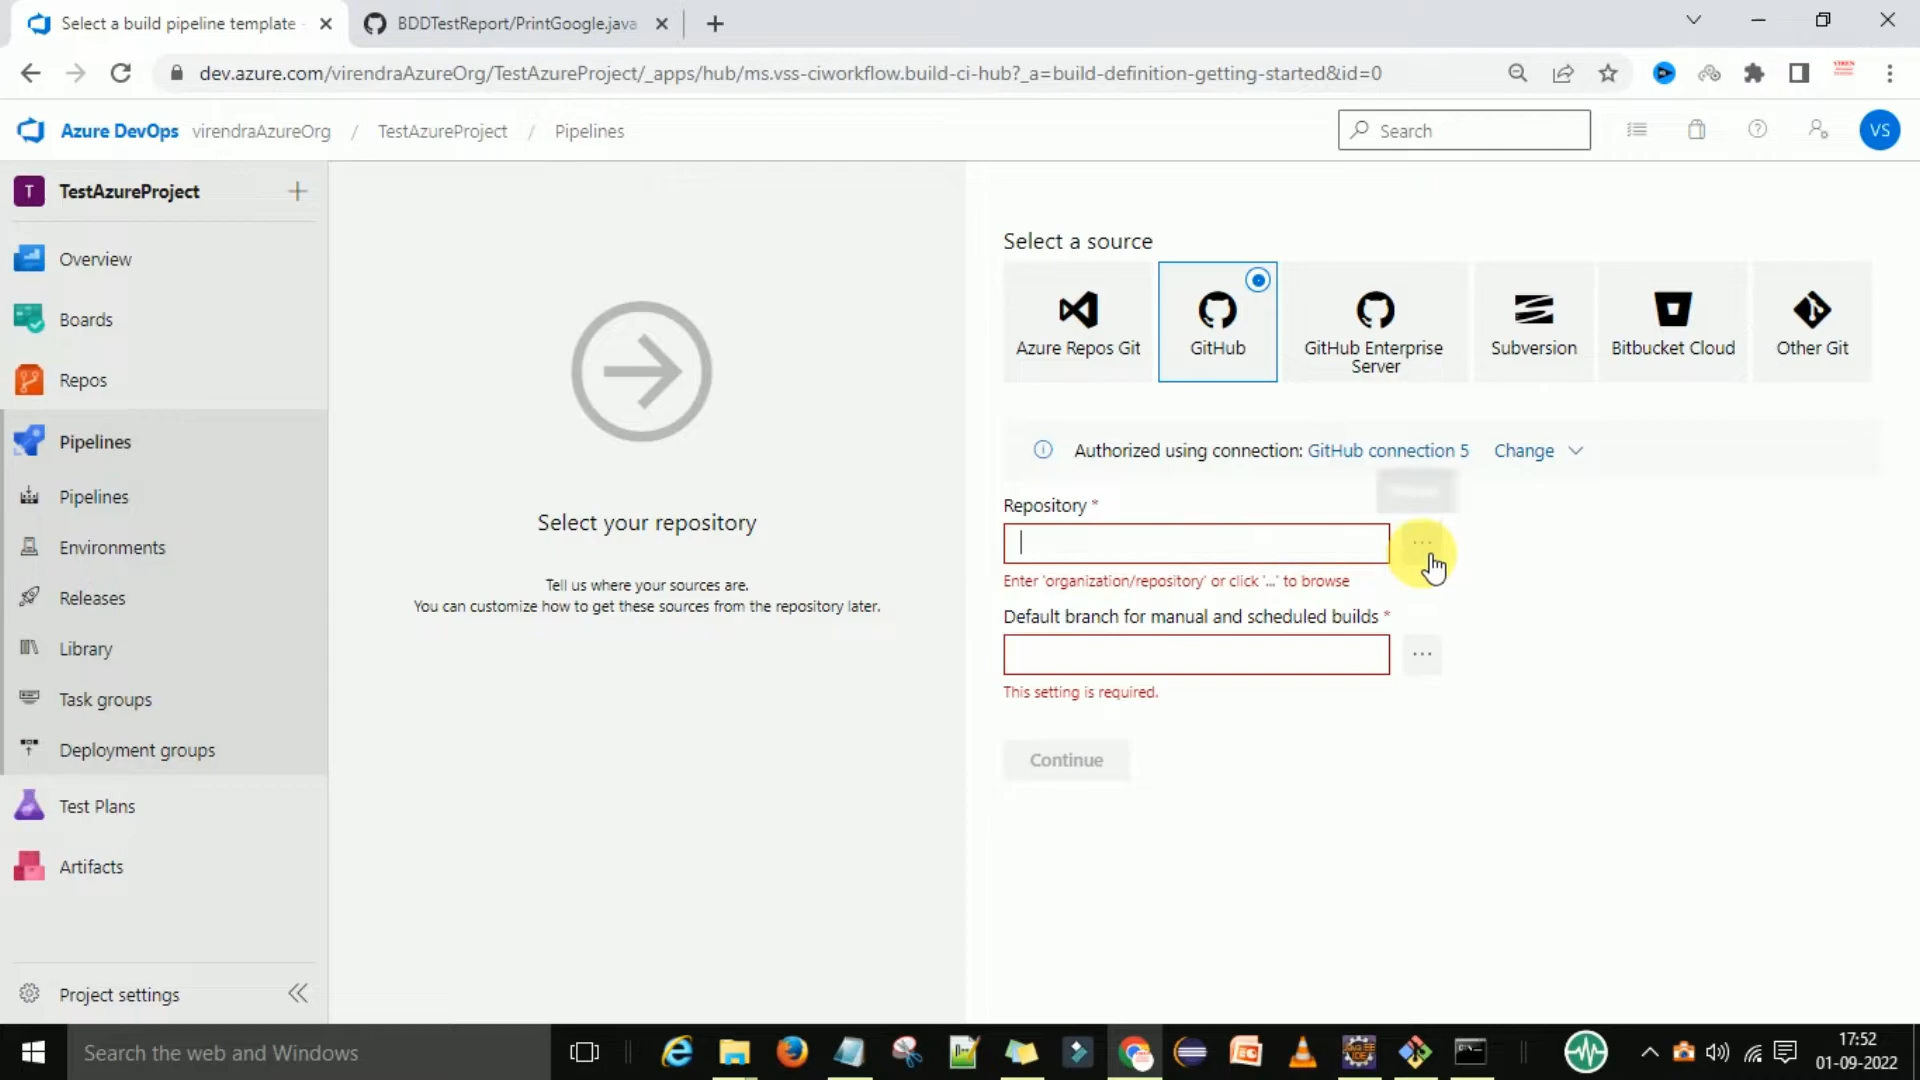 Select a build pipeline template -
BDDTestReport/PrintGoogle.java
dev.azure.com/virendraAzureOrg/TestAzureProject/_apps/hub/ms.vss-ciworkflow.build-ci-hub?_a=build-definition-getting-started&id=0
Azure DevOps virendraAzureOrg / TestAzureProject / Pipelines
Search
VS
T TestAzureProject
Overview
Boards
Repos
Pipelines
Pipelines
Environments
Releases
Library
Task groups
Deployment groups
Test Plans
Artifacts
Project settings
Select your repository
Tell us where your sources are.
You can customize how to get these sources from the repository later.
Select a source
Azure Repos Git
GitHub
GitHub Enterprise
Server
Subversion
Bitbucket Cloud
Other Git
Authorized using connection: GitHub connection 5 Change
Repository *
Enter 'organization/repository' or click '...' to browse
Default branch for manual and scheduled builds *
This setting is required.
Continue
Search the web and Windows
17:52
01-09-2022